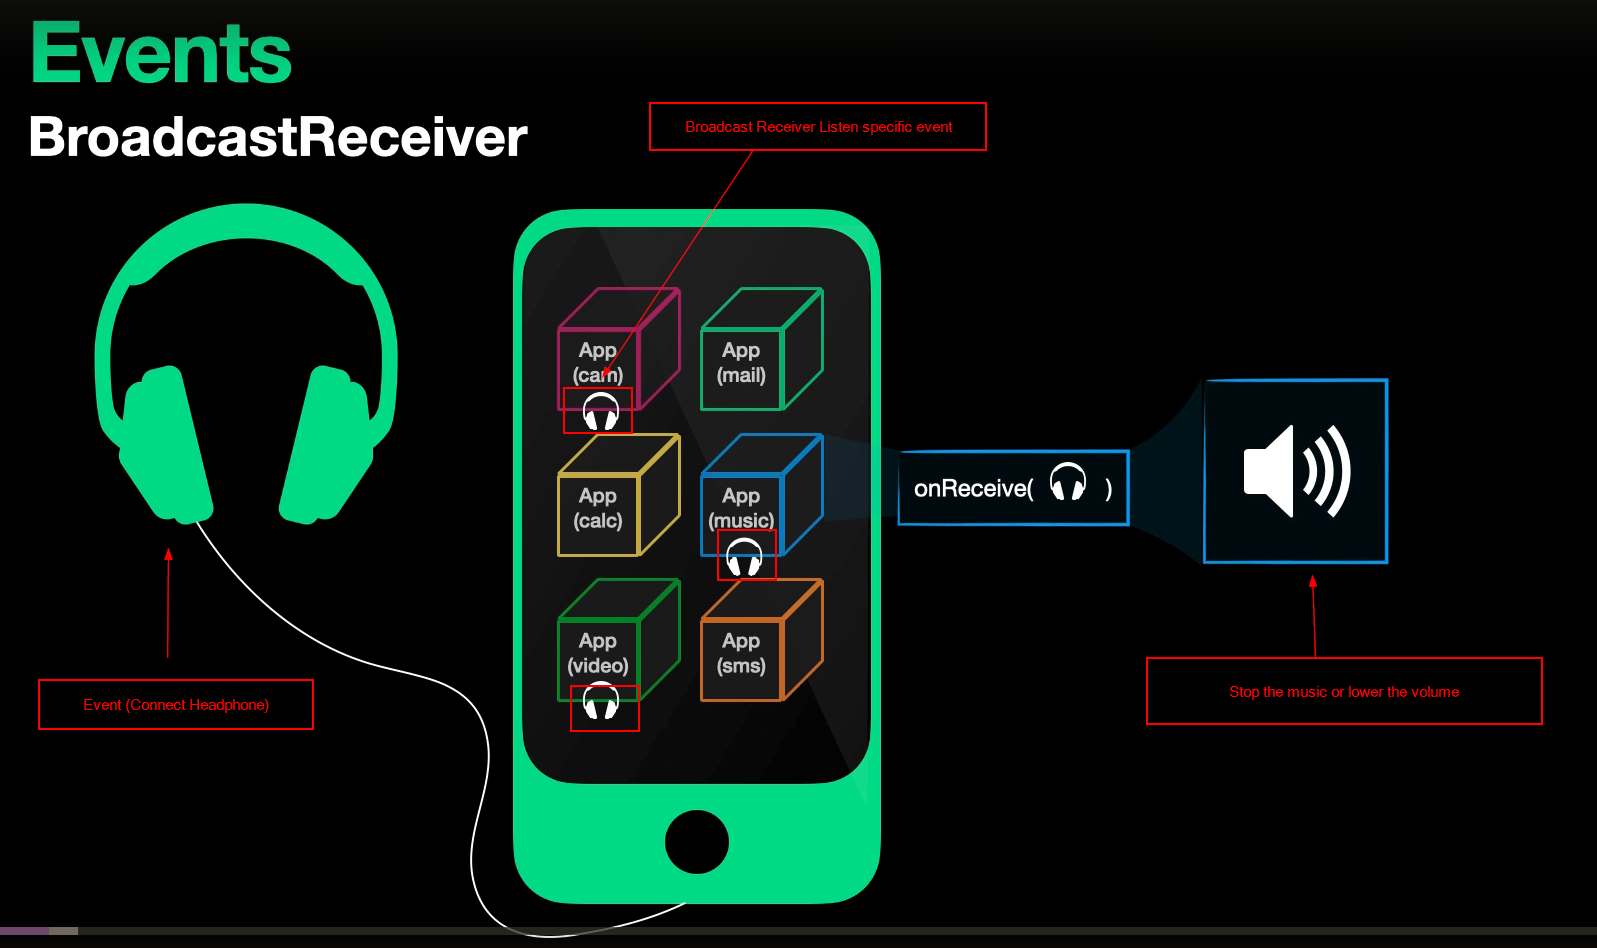 Events
BroadcastReceiver
Broadcast Receiver Listen specific event
App
(cam)
App
(mail)
App
(calc)
App
(music)
onReceive( )
App
(video)
App
(sms)
Event (Connect Headphone)
Stop the music or lower the volume